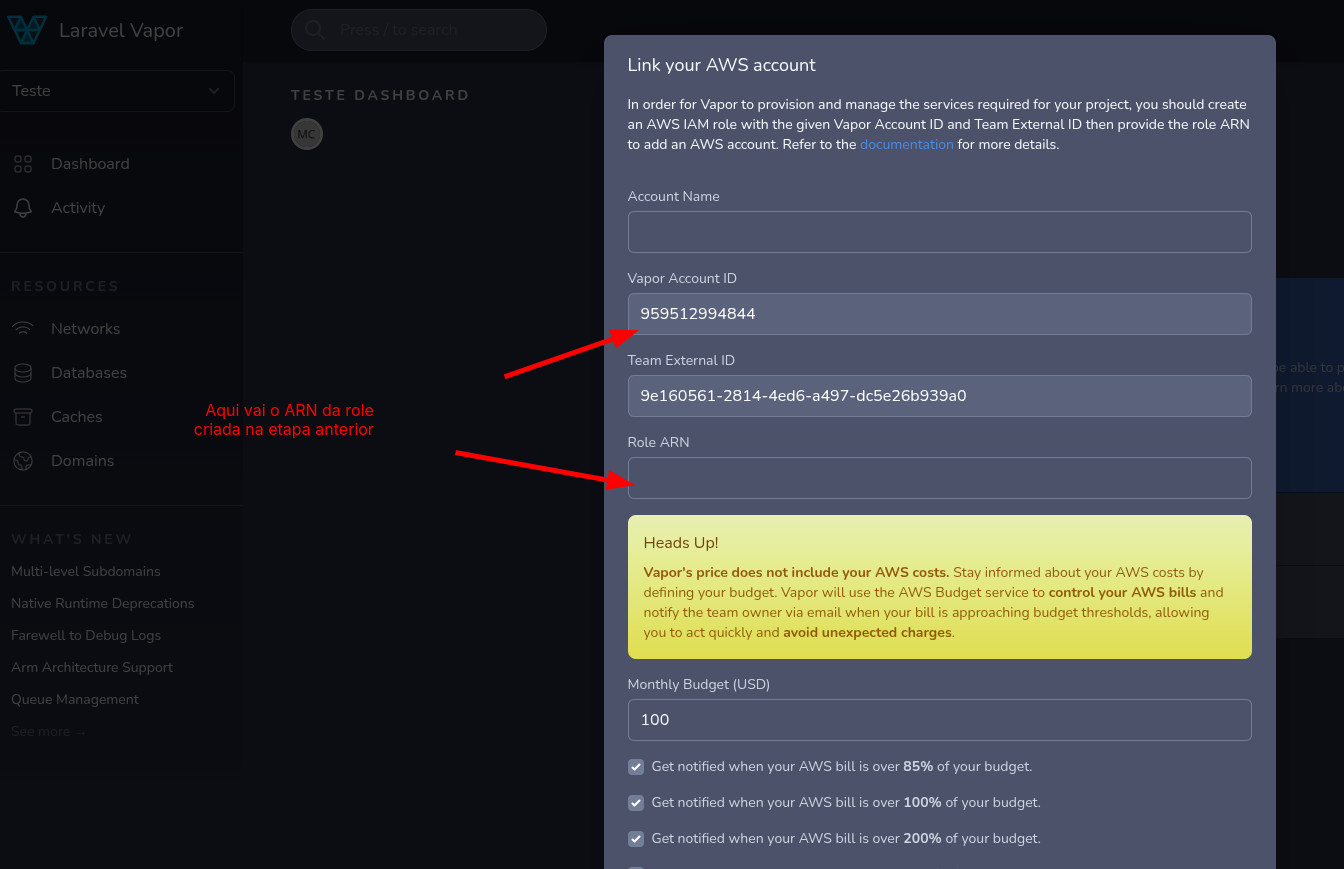 Laravel Vapor
Press / to search
Teste
Dashboard
Activity
RESOURCES
Networks
Databases
Caches
Domains
WHAT'S NEW
Multi-level Subdomains
Native Runtime Deprecations
Farewell to Debug Logs
Arm Architecture Support
Queue Management
See more →
TESTE DASHBOARD
MC
Aqui vai o ARN da role
criada na etapa anterior
Link your AWS account
In order for Vapor to provision and manage the services required for your project, you should create
an AWS IAM role with the given Vapor Account ID and Team External ID then provide the role ARN
to add an AWS account. Refer to the documentation for more details.
Account Name
Vapor Account ID
959512994844
Team External ID
9e160561-2814-4ed6-a497-dc5e26b939a0
Role ARN
Heads Up!
Vapor's price does not include your AWS costs. Stay informed about your AWS costs by
defining your budget. Vapor will use the AWS Budget service to control your AWS bills and
notify the team owner via email when your bill is approaching budget thresholds, allowing
you to act quickly and avoid unexpected charges.
Monthly Budget (USD)
100
Get notified when your AWS bill is over 85% of your budget.
Get notified when your AWS bill is over 100% of your budget.
Get notified when your AWS bill is over 200% of your budget.
able to
more